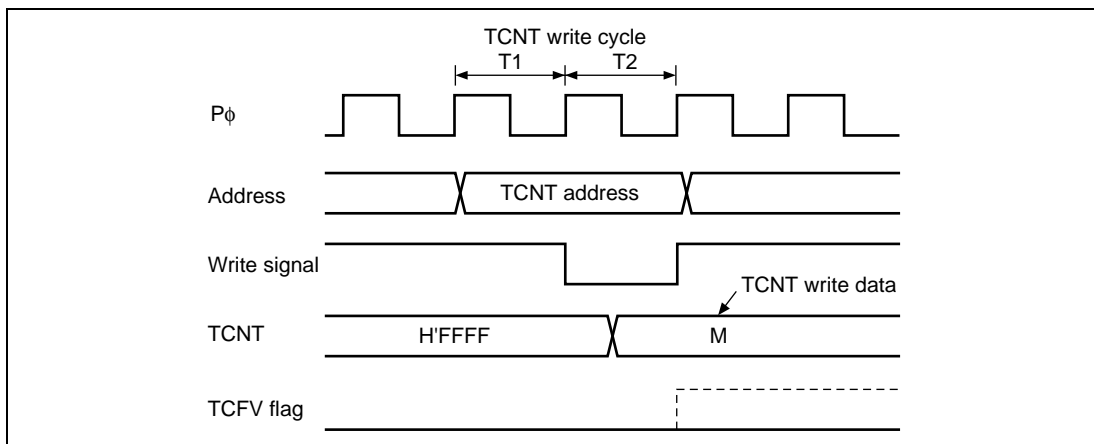 TCNT write cycle
T1 T2
Pϕ
Address TCNT address
Write signal
TCNT write data
TCNT H'FFFF M
TCFV flag